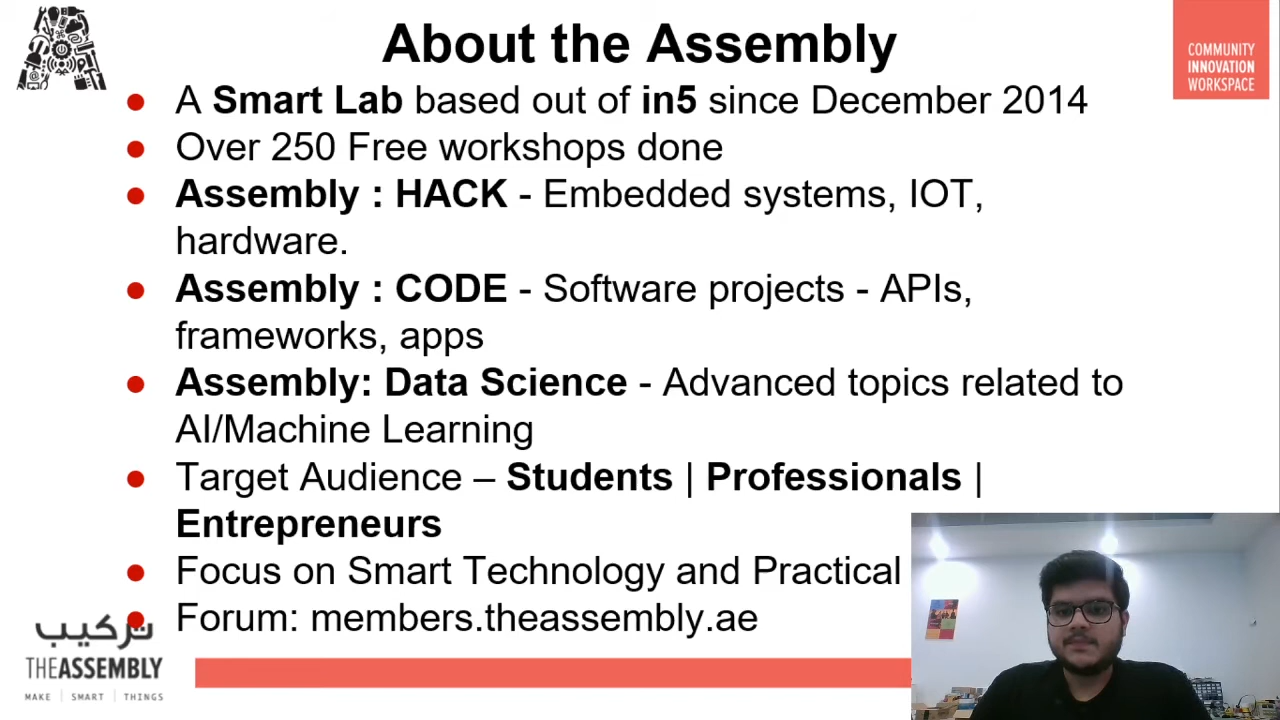 About the Assembly
COMMUNITY
INNOVATION
WORKSPACE
● A Smart Lab based out of in5 since December 2014
● Over 250 Free workshops done
● Assembly : HACK - Embedded systems, IOT,
hardware.
● Assembly : CODE - Software projects - APIs,
frameworks, apps
● Assembly: Data Science - Advanced topics related to
AI/Machine Learning
● Target Audience – Students | Professionals |
Entrepreneurs
● Focus on Smart Technology and Practical
● Forum: members.theassembly.ae
تركيب
THEASSEMBLY
MAKE | SMART | THINGS